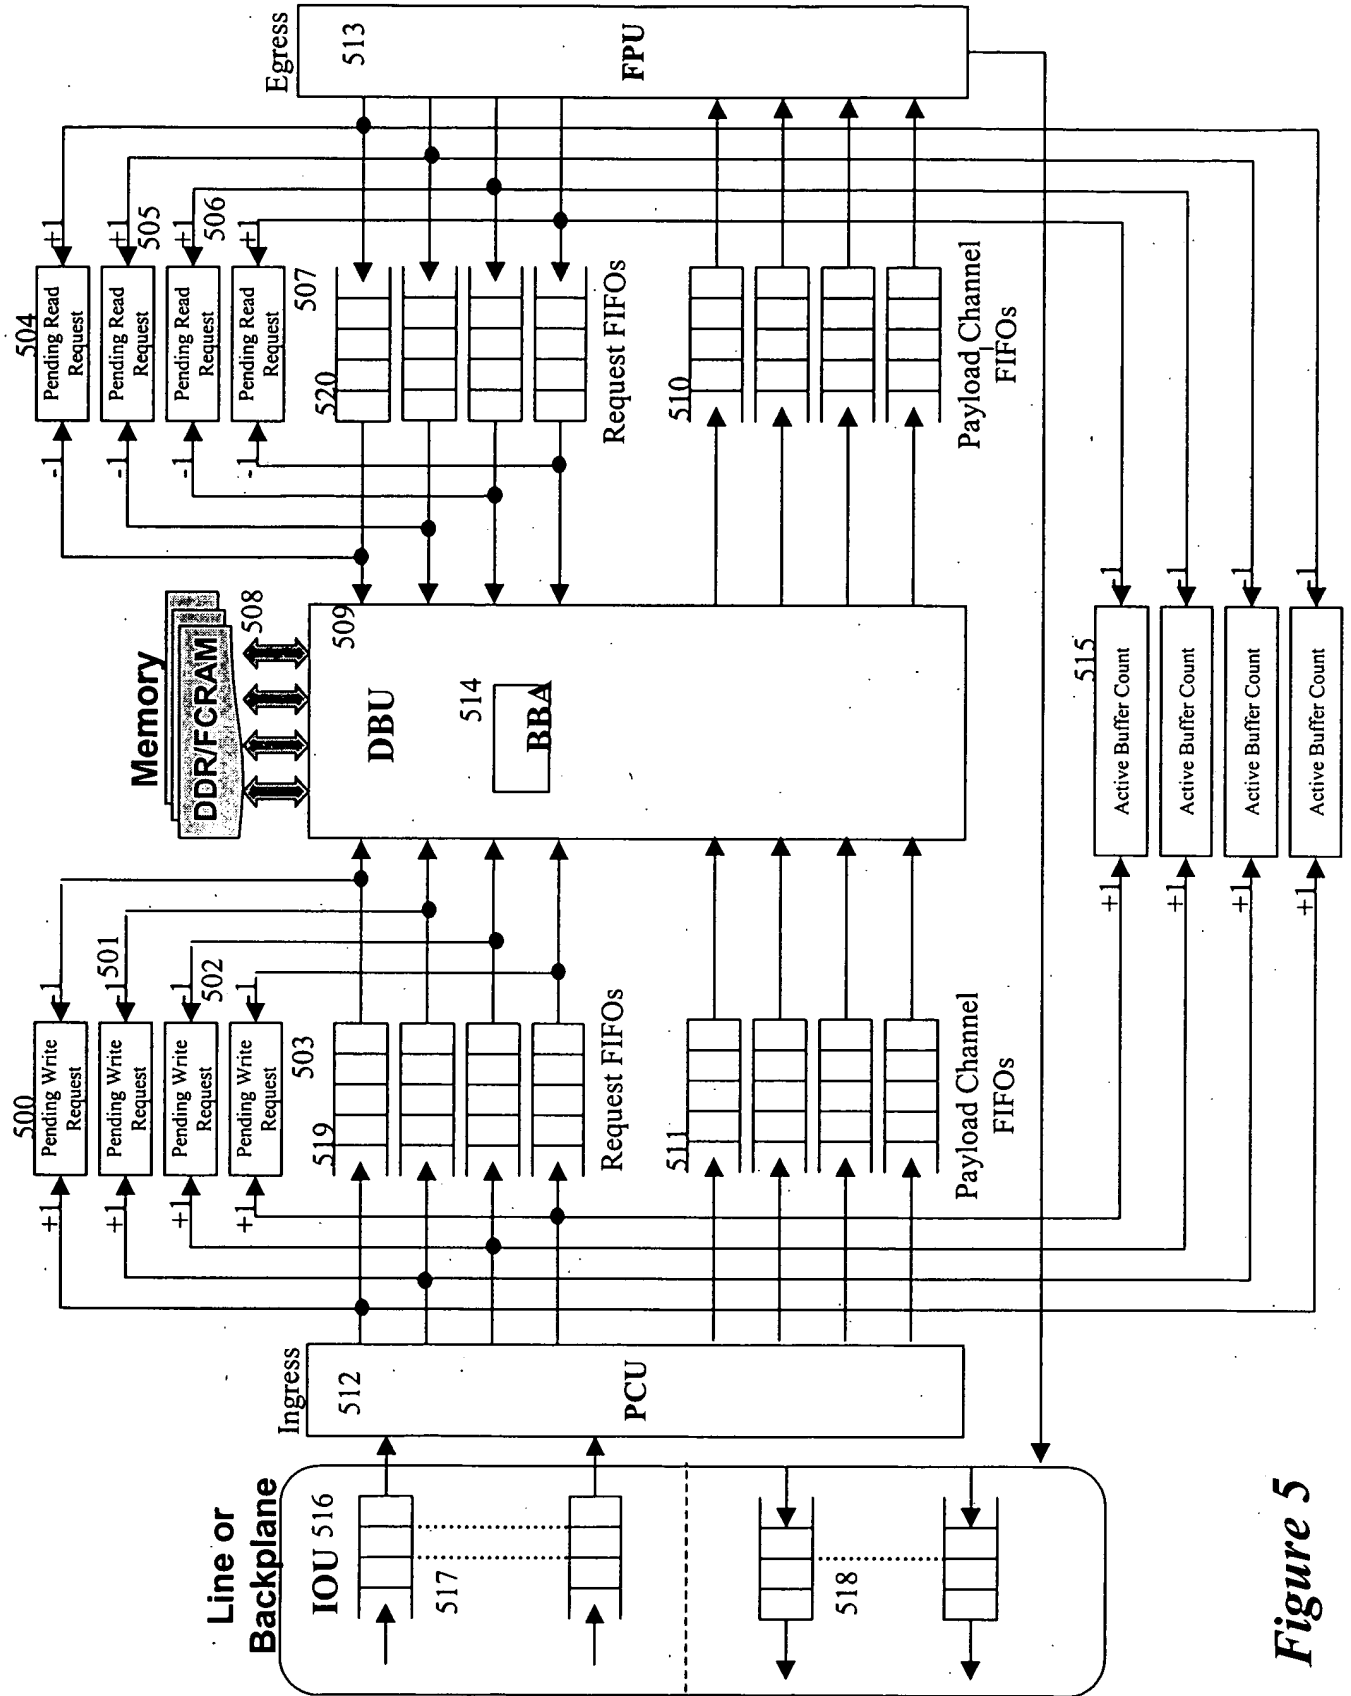 Line or
Backplane
IOU 516
517
518
Ingress
512
PCU
+1
+1
+1
+1
500
Pending Write
Request
Pending Write
Request
Pending Write
Request
Pending Write
Request
-1
-1
-1
-1
501
502
503
519
Request FIFOs
511
Payload Channel
FIFOs
Memory
DDR/FCRAM
508
509
DBU
514
BBA
-1
-1
-1
-1
504
Pending Read
Request
Pending Read
Request
Pending Read
Request
Pending Read
Request
+1
+1
+1
+1
505
506
507
520
Request FIFOs
510
Payload Channel
FIFOs
Egress
513
FPU
+1
+1
+1
+1
515
Active Buffer Count
Active Buffer Count
Active Buffer Count
Active Buffer Count
-1
-1
-1
-1
Figure 5